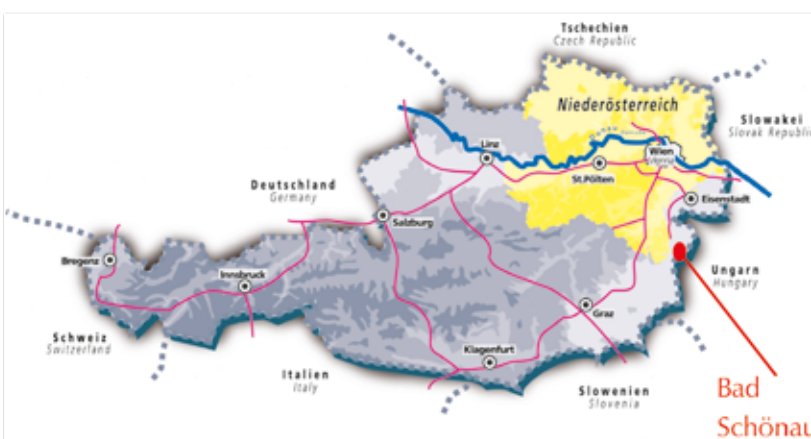 Tschechien
Czech Republic
Niederösterreich
Slowakei
Slovak Republic
Linz
Wien
St.Pölten
Deutschland
Germany
Eisenstadt
Salzburg
Bregenz
Innsbruck
Ungarn
Hungary
Graz
Schweiz
Switzerland
Klagenfurt
Italien
Italy
Slowenien
Slovenia
Bad
Schönau